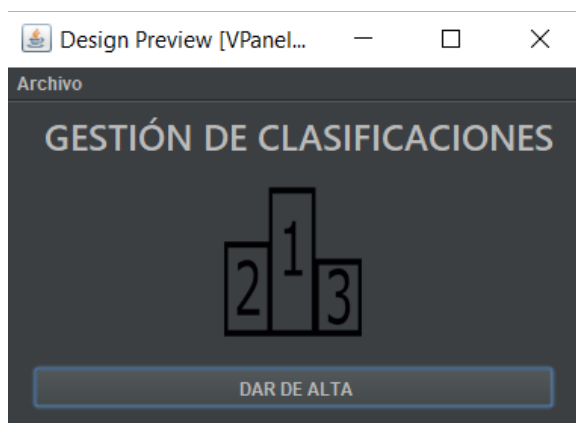 Design Preview [VPanel...
Archivo
GESTIÓN DE CLASIFICACIONES
1
2
3
DAR DE ALTA